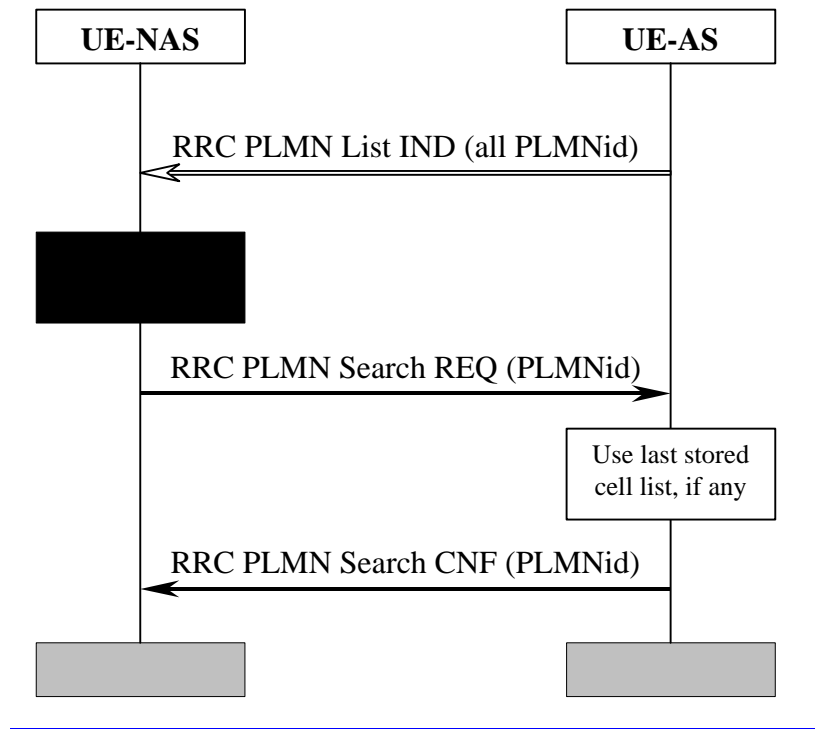 UE-NAS
UE-AS
RRC PLMN List IND (all PLMNid)
RRC PLMN Search REQ (PLMNid)
Use last stored
cell list, if any
RRC PLMN Search CNF (PLMNid)